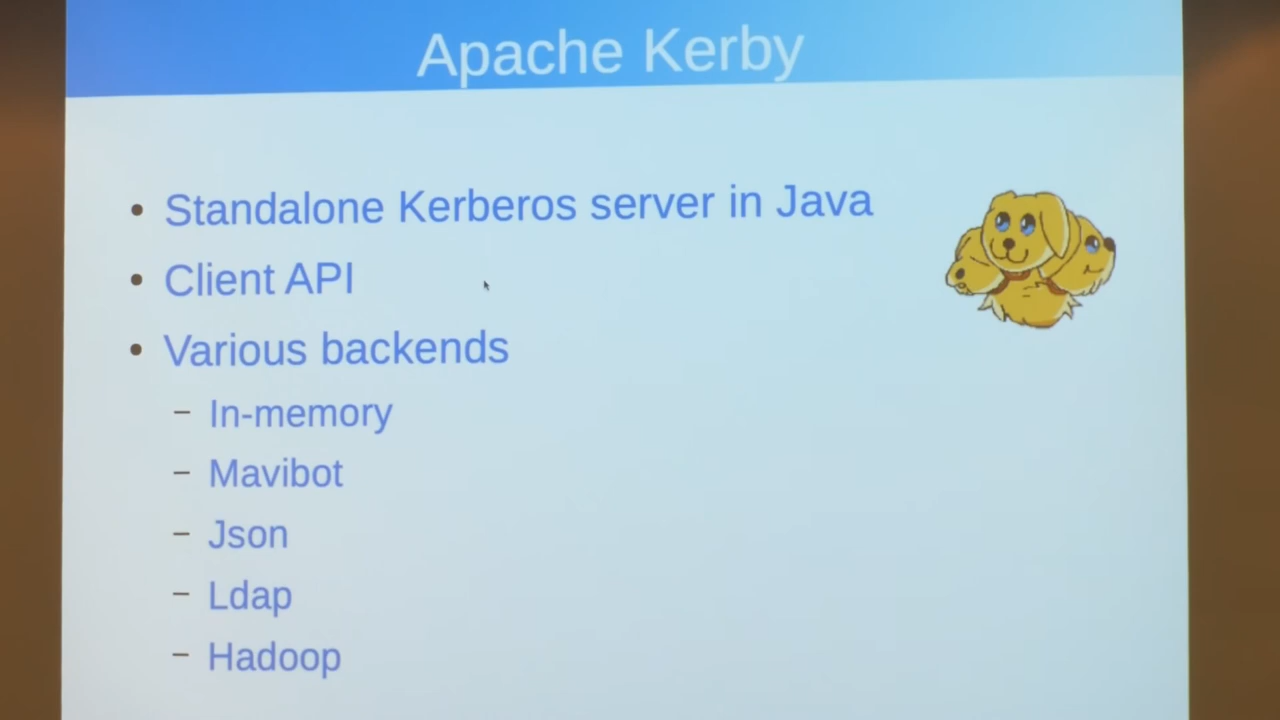 Apache Kerby
• Standalone Kerberos server in Java
• Client API
• Various backends
– In-memory
– Mavibot
– Json
– Ldap
– Hadoop